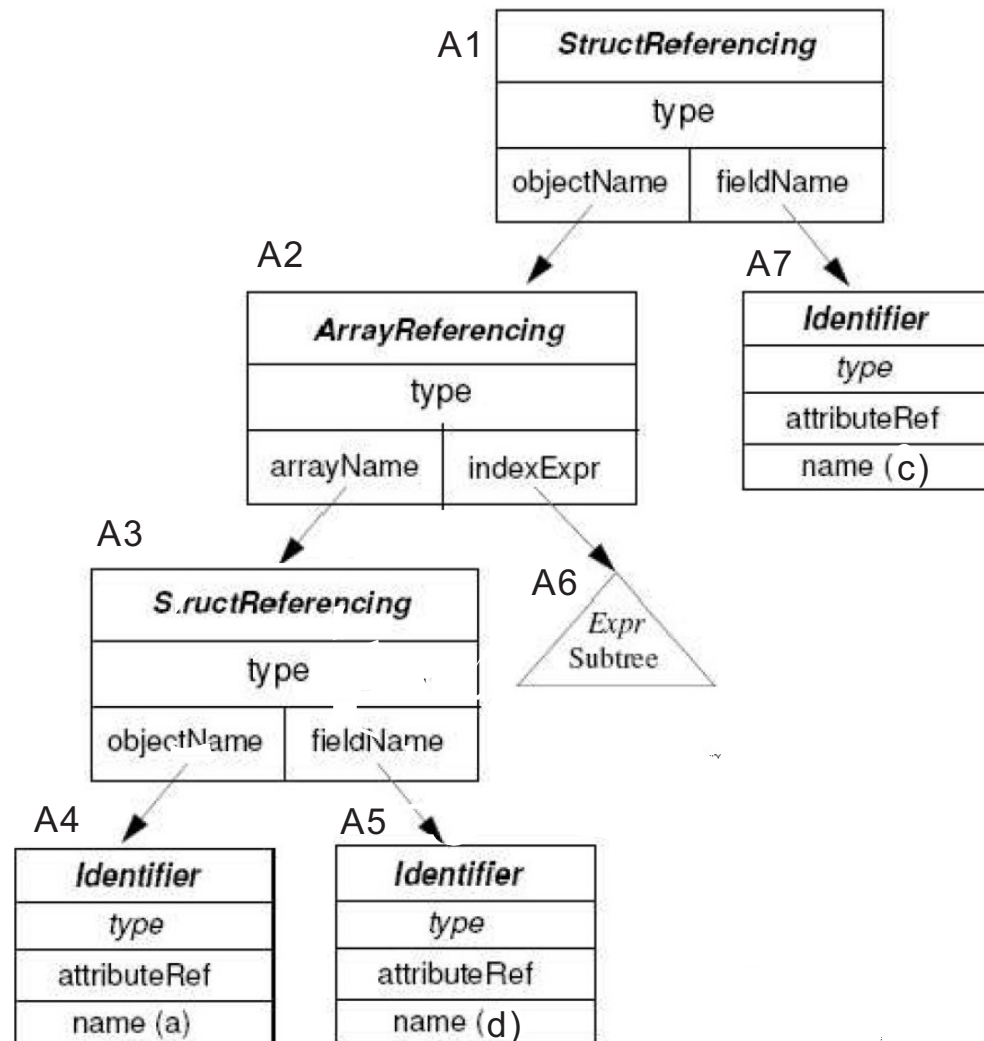 A1
StructReferencing
type
objectName fieldName
A2
ArrayReferencing
type
arrayName indexExpr
A7
Identifier
type
attributeRef
name (c)
A3
StructReferencing
type
objectName fieldName
A6
Expr
Subtree
A4
Identifier
type
attributeRef
name (a)
A5
Identifier
type
attributeRef
name (d)